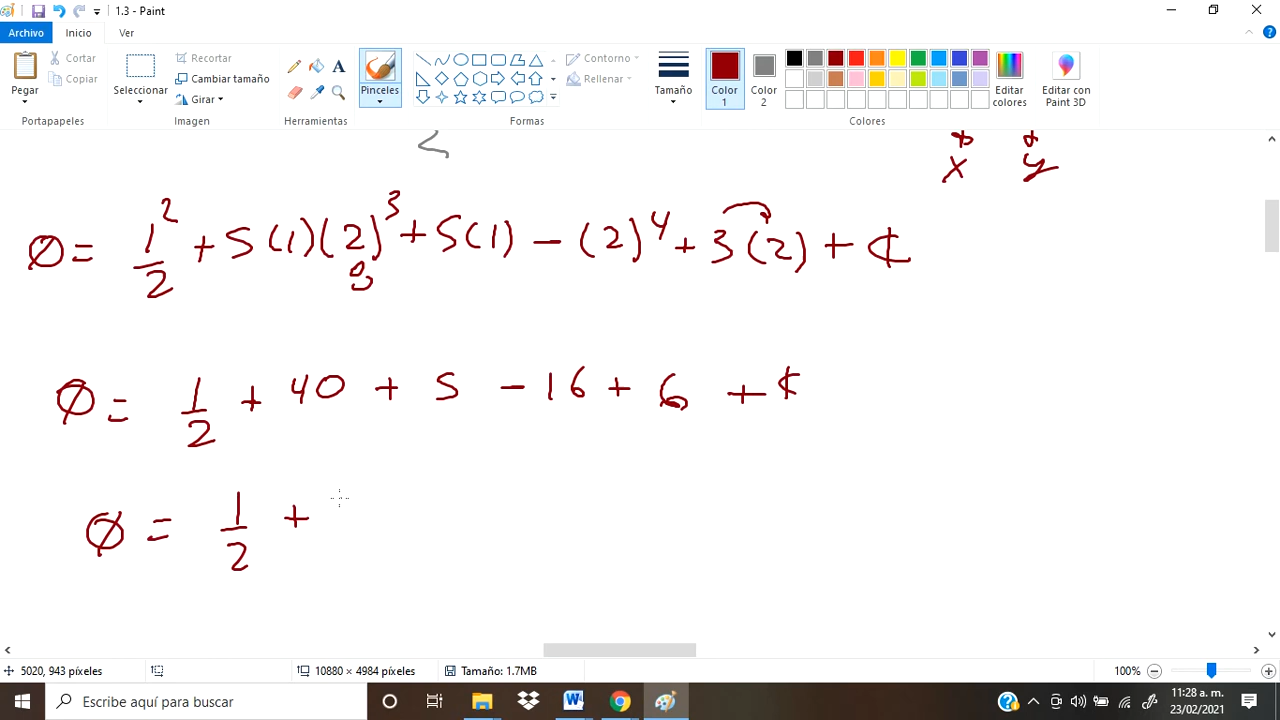 1.3 - Paint
Archivo Inicio Ver
Pegar Cortar Copiar Portapapeles
Seleccionar Recortar Cambiar tamaño Girar Imagen
A Herramientas
Pinceles
Contorno Rellenar Formas
Tamaño
Color 1 Color 2 Editar colores Editar con Paint 3D Colores
x y
Ø = 1²/2 + 5(1)(2)³ + 5(1) - (2)⁴ + 3(2) + ₵
8
Ø = 1/2 + 40 + 5 - 16 + 6 + ₵
Ø = 1/2 +
5020, 943 píxeles 10880 × 4984 píxeles Tamaño: 1.7MB 100%
Escribe aquí para buscar 11:28 a. m.
23/02/2021